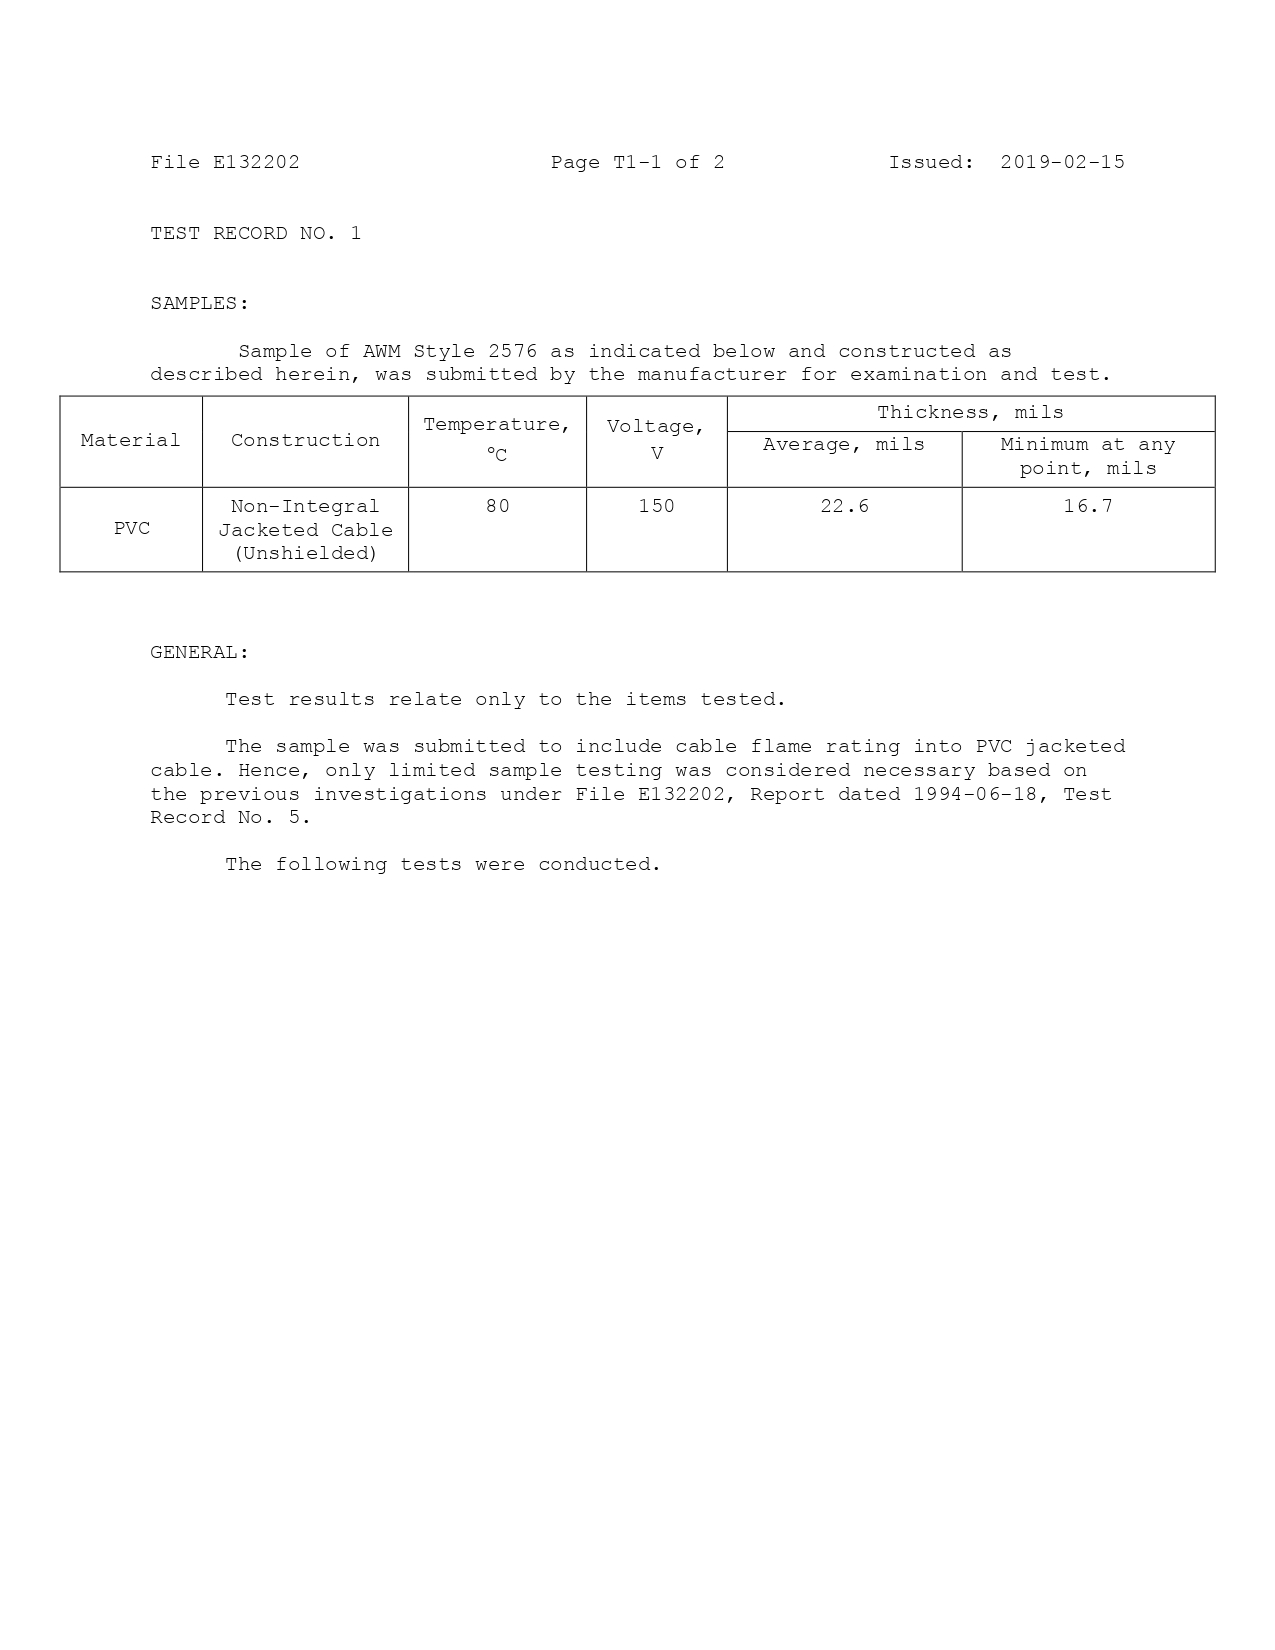 File E132202 Page T1-1 of 2 Issued: 2019-02-15
TEST RECORD NO. 1
SAMPLES:
Sample of AWM Style 2576 as indicated below and constructed as
described herein, was submitted by the manufacturer for examination and test.
Material Construction Temperature, °C Voltage, V Thickness, mils
Average, mils Minimum at any point, mils
PVC Non-Integral Jacketed Cable (Unshielded) 80 150 22.6 16.7
GENERAL:
Test results relate only to the items tested.
The sample was submitted to include cable flame rating into PVC jacketed
cable. Hence, only limited sample testing was considered necessary based on
the previous investigations under File E132202, Report dated 1994-06-18, Test
Record No. 5.
The following tests were conducted.